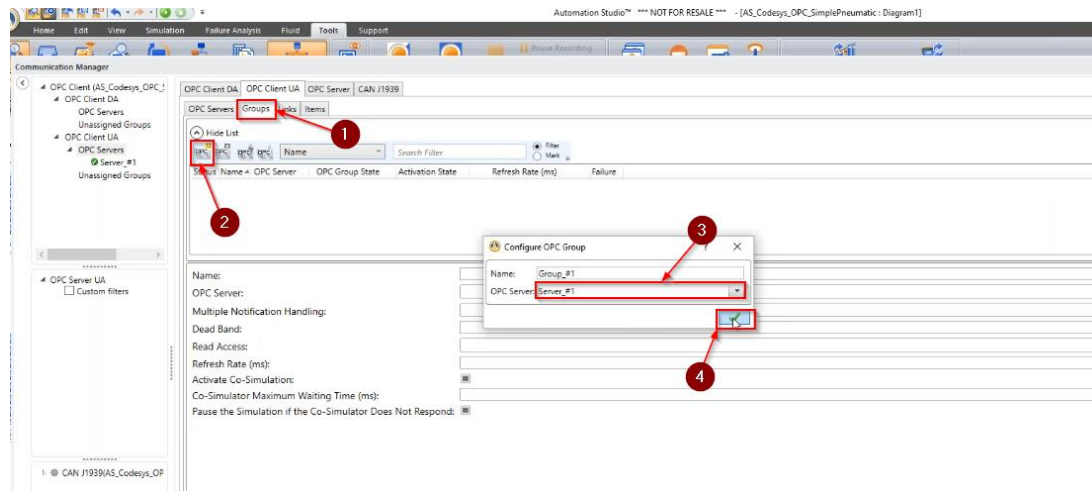 Automation Studio™ *** NOT FOR RESALE *** - [AS_Codesys_OPC_SimplePneumatic : Diagram1]
Home Edit View Simulation Failure Analysis Fluid Tools Support
Pause Recording
Communication Manager
OPC Client (AS_Codesys_OPC_S
OPC Client DA
OPC Servers
Unassigned Groups
OPC Client UA
OPC Servers
Server_#1
Unassigned Groups
OPC Server UA
Custom filters
CAN J1939(AS_Codesys_OP
OPC Client DA OPC Client UA OPC Server CAN J1939
OPC Servers Groups Links Items
1
Hide List
Name Search Filter Filter
Mark
2
Status Name OPC Server OPC Group State Activation State Refresh Rate (ms) Failure
3
Configure OPC Group ? ×
Name: Group_#1
OPC Server: Server_#1
4
Name:
OPC Server:
Multiple Notification Handling:
Dead Band:
Read Access:
Refresh Rate (ms):
Activate Co-Simulation:
Co-Simulator Maximum Waiting Time (ms):
Pause the Simulation if the Co-Simulator Does Not Respond: